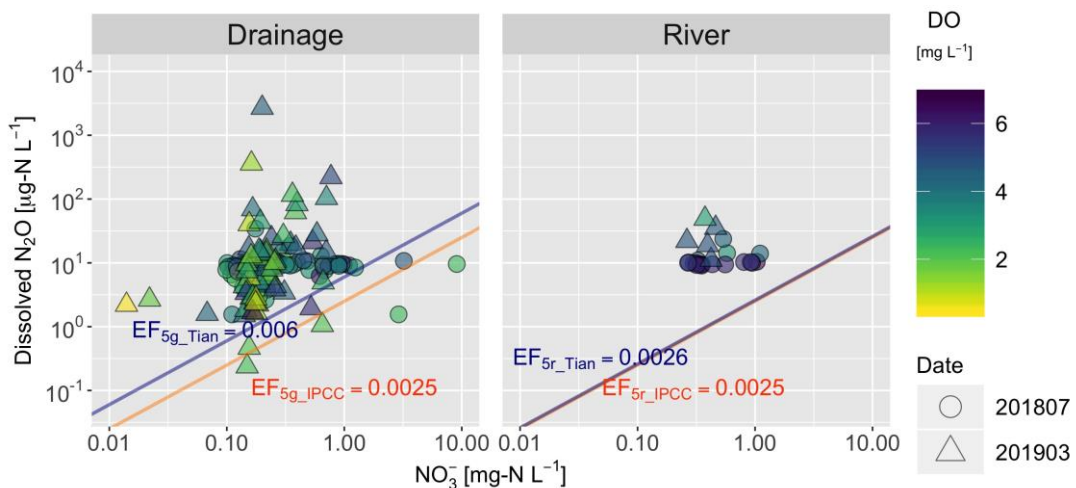 Drainage
River
DO
[mg L⁻¹]
Dissolved N₂O [μg-N L⁻¹]
10⁴
10³
10²
10¹
10⁰
10⁻¹
EF₅g_Tian = 0.006
EF₅g_IPCC = 0.0025
EF₅r_Tian = 0.0026
EF₅r_IPCC = 0.0025
6
4
2
Date
201807
201903
0.01 0.10 1.00 10.00
0.01 0.10 1.00 10.00
NO₃⁻ [mg-N L⁻¹]